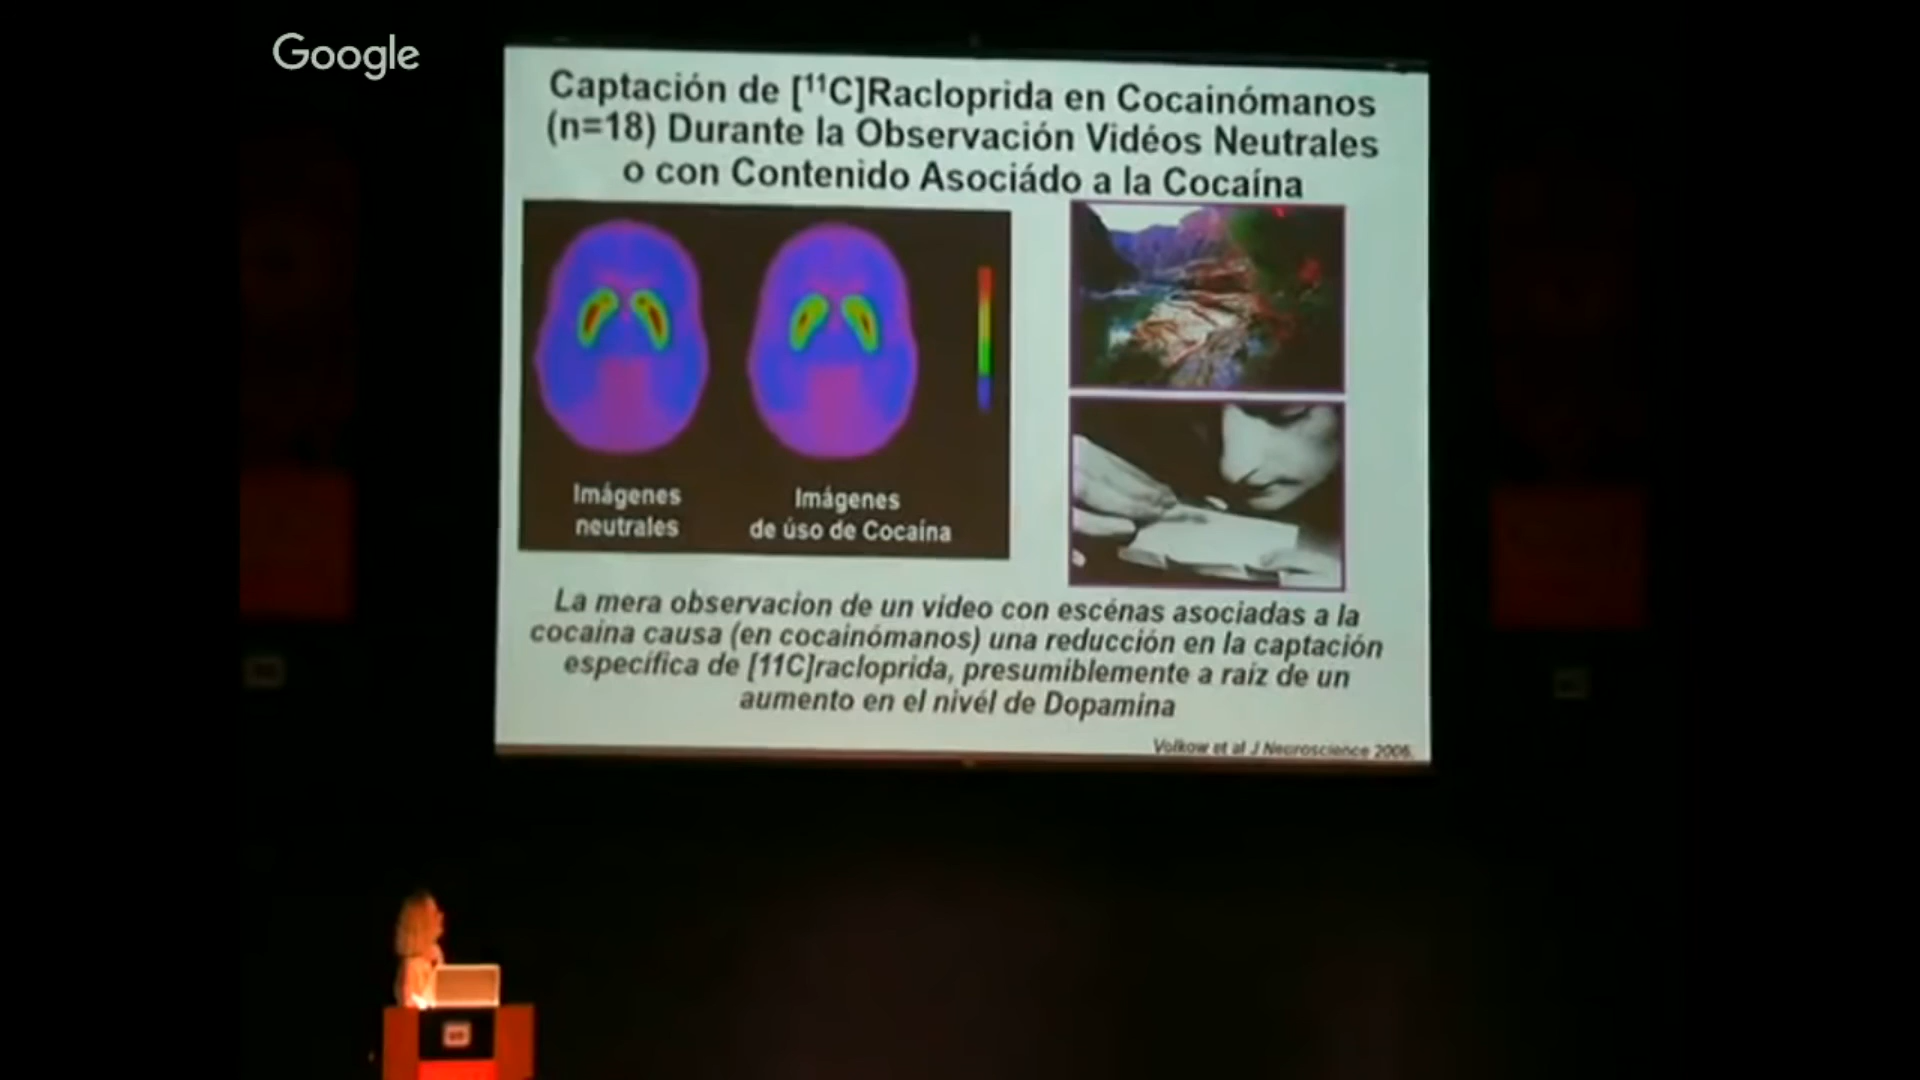 Google
Captación de [¹¹C]Racloprida en Cocainómanos
(n=18) Durante la Observación Vidéos Neutrales
o con Contenido Asociádo a la Cocaína
Imágenes
neutrales
Imágenes
de úso de Cocaína
La mera observacion de un video con escénas asociadas a la
cocaina causa (en cocainómanos) una reducción en la captación
específica de [11C]racloprida, presumiblemente a raiz de un
aumento en el nivél de Dopamina
Volkow et al J Neuroscience 2006.